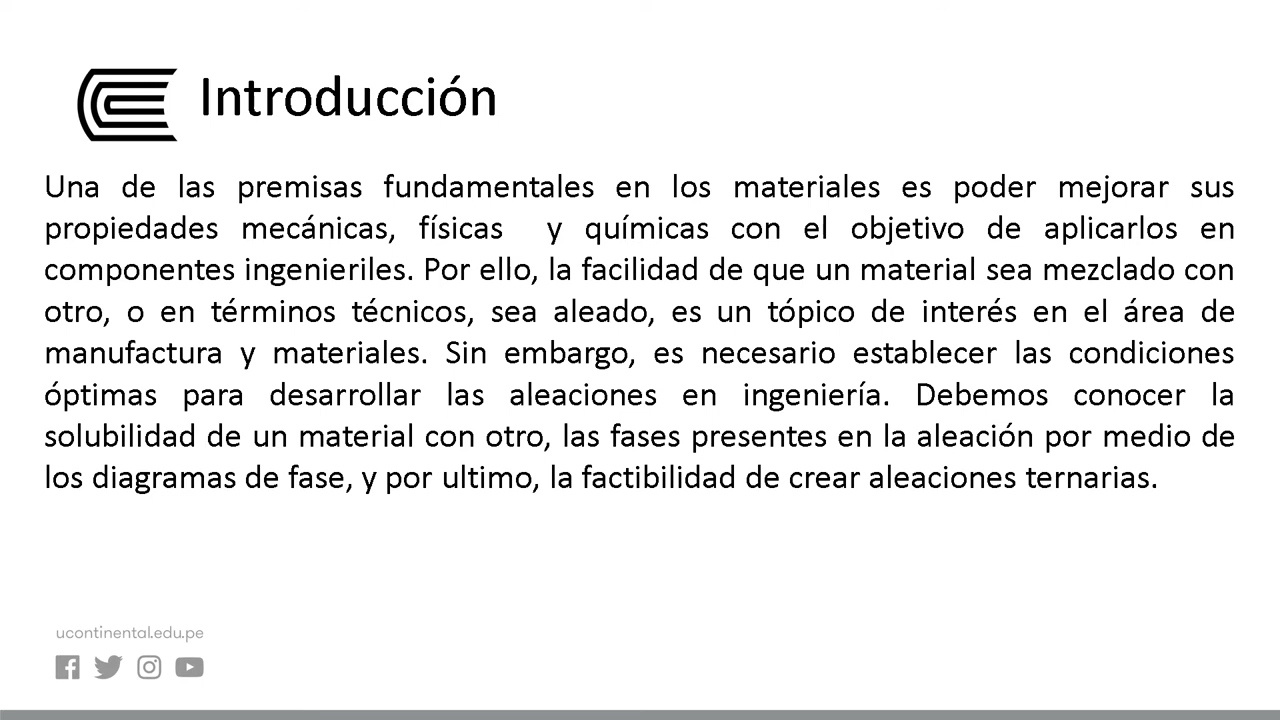 Introducción
Una de las premisas fundamentales en los materiales es poder mejorar sus
propiedades mecánicas, físicas y químicas con el objetivo de aplicarlos en
componentes ingenieriles. Por ello, la facilidad de que un material sea mezclado con
otro, o en términos técnicos, sea aleado, es un tópico de interés en el área de
manufactura y materiales. Sin embargo, es necesario establecer las condiciones
óptimas para desarrollar las aleaciones en ingeniería. Debemos conocer la
solubilidad de un material con otro, las fases presentes en la aleación por medio de
los diagramas de fase, y por ultimo, la factibilidad de crear aleaciones ternarias.
ucontinental.edu.pe